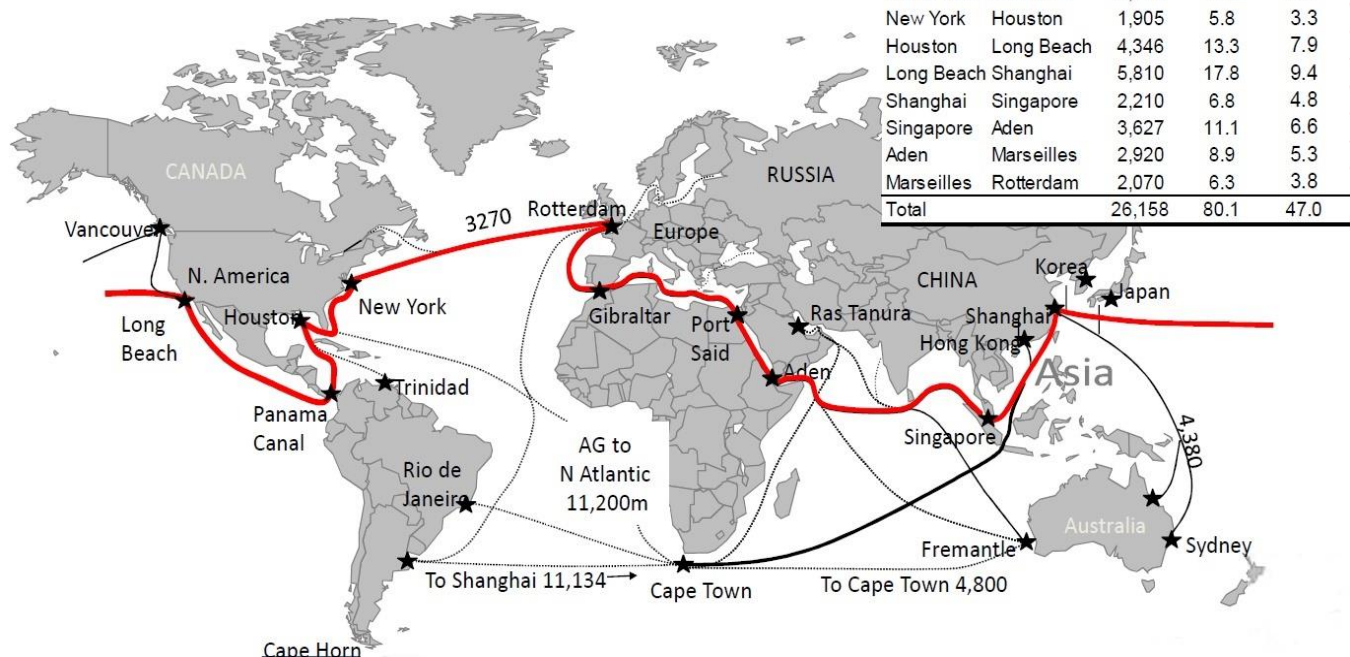 New York Houston 1,905 5.8 3.3
Houston Long Beach 4,346 13.3 7.9
Long Beach Shanghai 5,810 17.8 9.4
Shanghai Singapore 2,210 6.8 4.8
Singapore Aden 3,627 11.1 6.6
Aden Marseilles 2,920 8.9 5.3
Marseilles Rotterdam 2,070 6.3 3.8
Total 26,158 80.1 47.0
CANADA
RUSSIA
Vancouver
3270
Rotterdam
Europe
N. America
CHINA
Korea
Japan
New York
Long
Beach
Houston
Gibraltar
Port
Said
Ras Tanura
Shanghai
Hong Kong
Asia
Aden
Trinidad
Panama
Canal
Singapore
AG to
N Atlantic
11,200m
Rio de
Janeiro
4,380
Australia
Fremantle
Sydney
To Shanghai 11,134
Cape Town
To Cape Town 4,800
Cape Horn